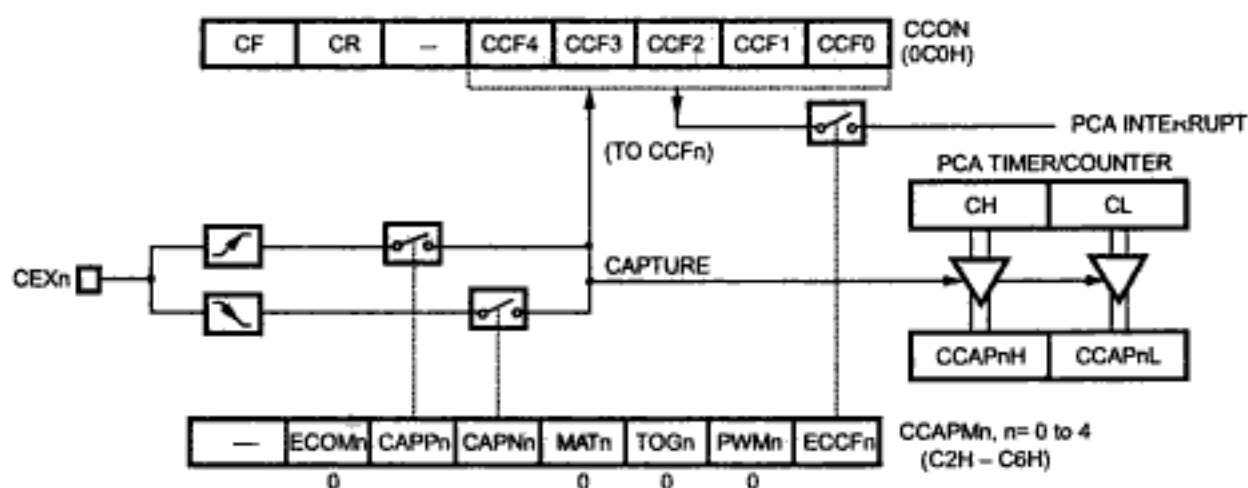 CF CR – CCF4 CCF3 CCF2 CCF1 CCF0 CCON
(0C0H)
PCA INTERRUPT
(TO CCFn)
PCA TIMER/COUNTER
CH CL
CEXn
CAPTURE
CCAPnH CCAPnL
— ECOMn CAPPn CAPNn MATn TOGn PWMn ECCFn CCAPMn, n= 0 to 4
(C2H – C6H)
0 0 0 0